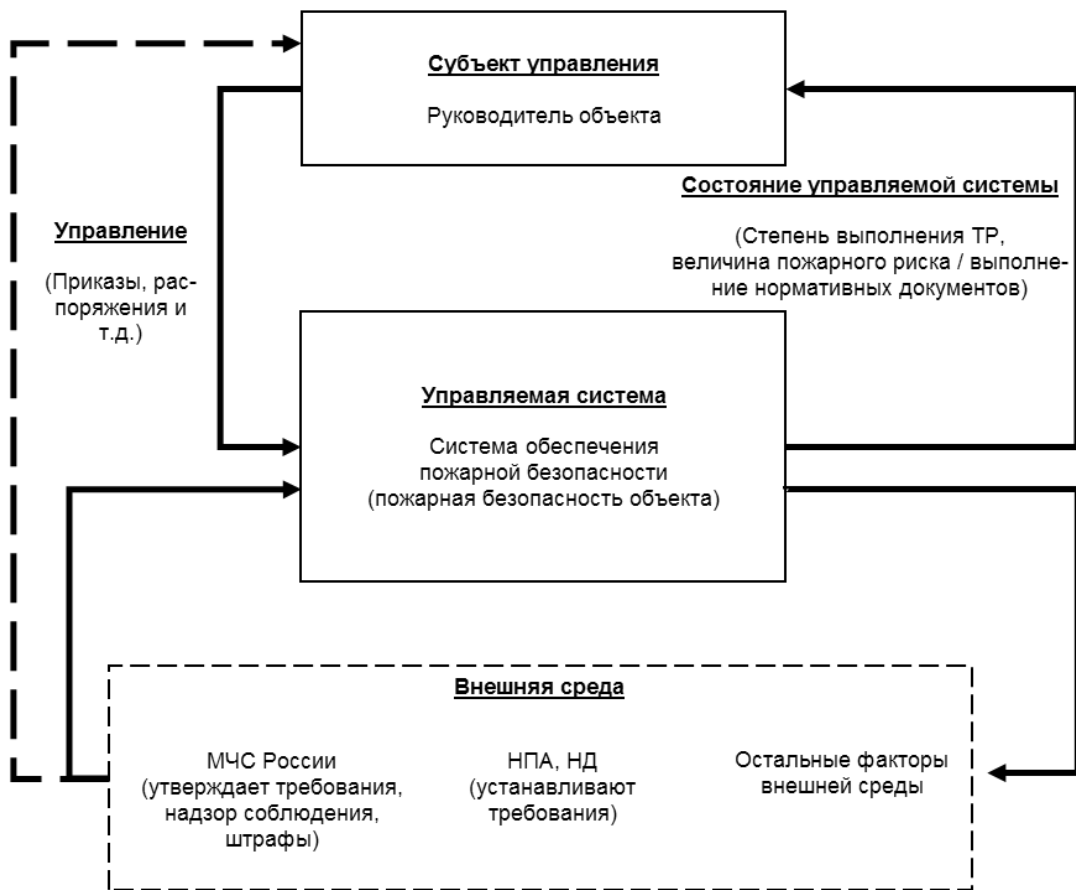 Субъект управления
Руководитель объекта
Управление
(Приказы, рас-
поряжения и
т.д.)
Состояние управляемой системы
(Степень выполнения ТР,
величина пожарного риска / выполне-
ние нормативных документов)
Управляемая система
Система обеспечения
пожарной безопасности
(пожарная безопасность объекта)
Внешняя среда
МЧС России
(утверждает требования,
надзор соблюдения,
штрафы)
НПА, НД
(устанавливают
требования)
Остальные факторы
внешней среды